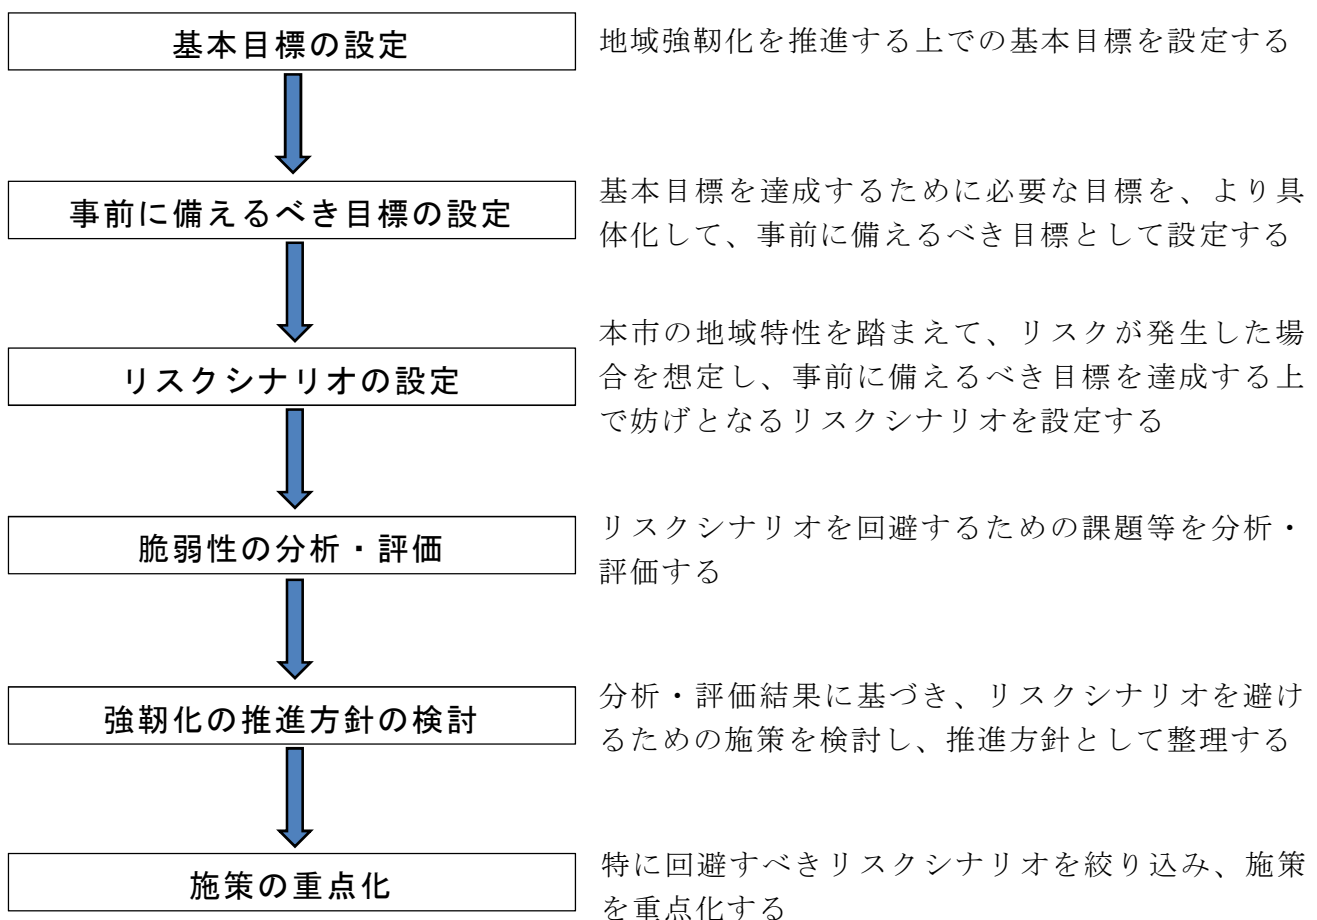 基本目標の設定
地域強靭化を推進する上での基本目標を設定する
事前に備えるべき目標の設定
基本目標を達成するために必要な目標を、より具
体化して、事前に備えるべき目標として設定する
リスクシナリオの設定
本市の地域特性を踏まえて、リスクが発生した場
合を想定し、事前に備えるべき目標を達成する上
で妨げとなるリスクシナリオを設定する
脆弱性の分析・評価
リスクシナリオを回避するための課題等を分析・
評価する
強靭化の推進方針の検討
分析・評価結果に基づき、リスクシナリオを避け
るための施策を検討し、推進方針として整理する
施策の重点化
特に回避すべきリスクシナリオを絞り込み、施策
を重点化する